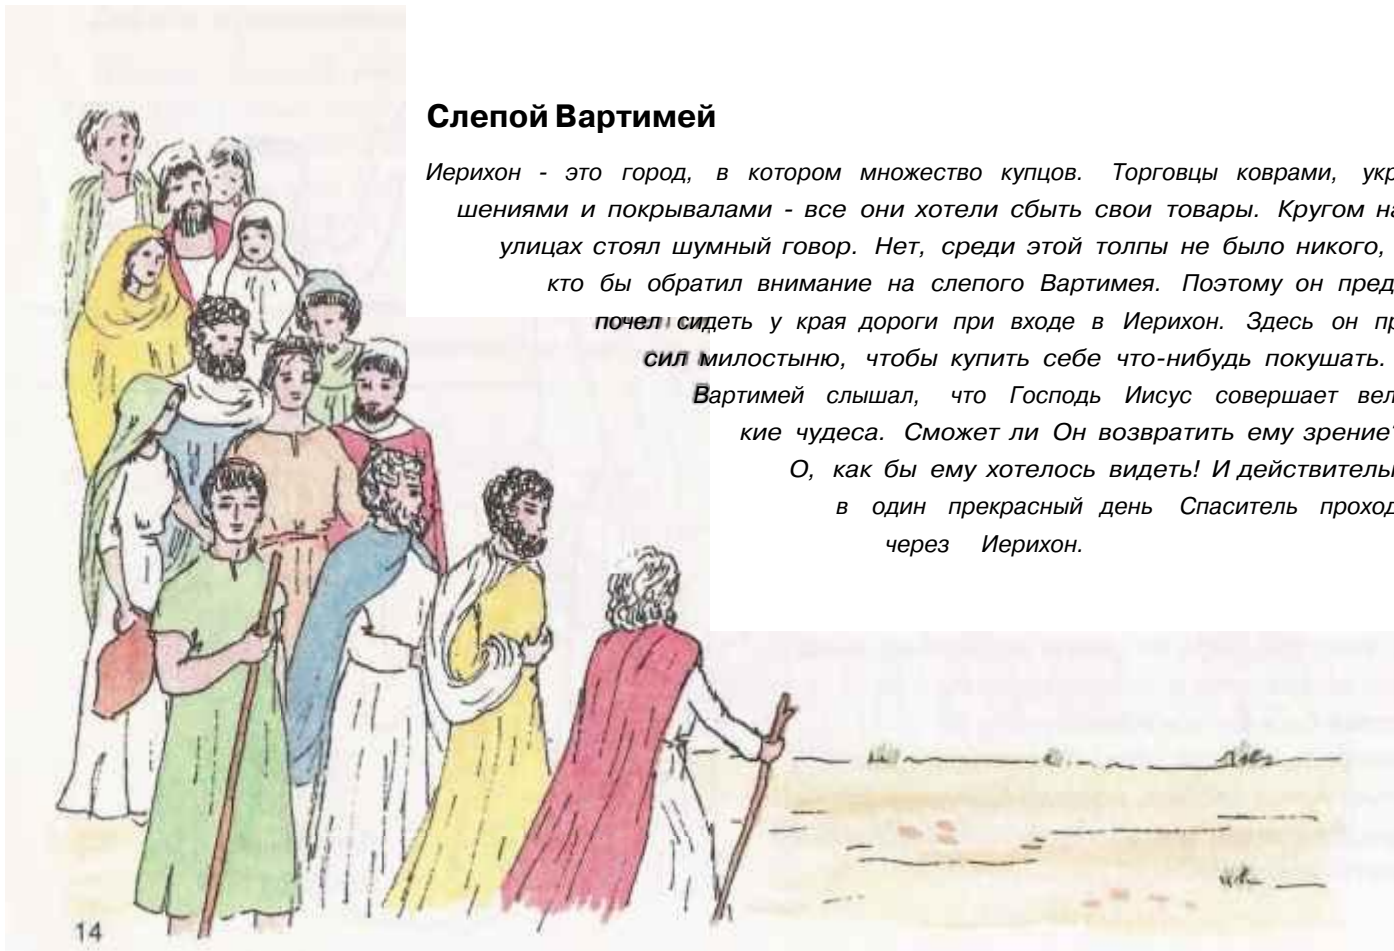 Слепой Вартимей
Иерихон - это город, в котором множество купцов. Торговцы коврами, укр
шениями и покрывалами - все они хотели сбыть свои товары. Кругом на
улицах стоял шумный говор. Нет, среди этой толпы не было никого,
кто бы обратил внимание на слепого Вартимея. Поэтому он пред
почел сидеть у края дороги при входе в Иерихон. Здесь он пр
сил милостыню, чтобы купить себе что-нибудь покушать.
Вартимей слышал, что Господь Иисус совершает вел
кие чудеса. Сможет ли Он возвратить ему зрение?
О, как бы ему хотелось видеть! И действитель
в один прекрасный день Спаситель проход
через Иерихон.
14